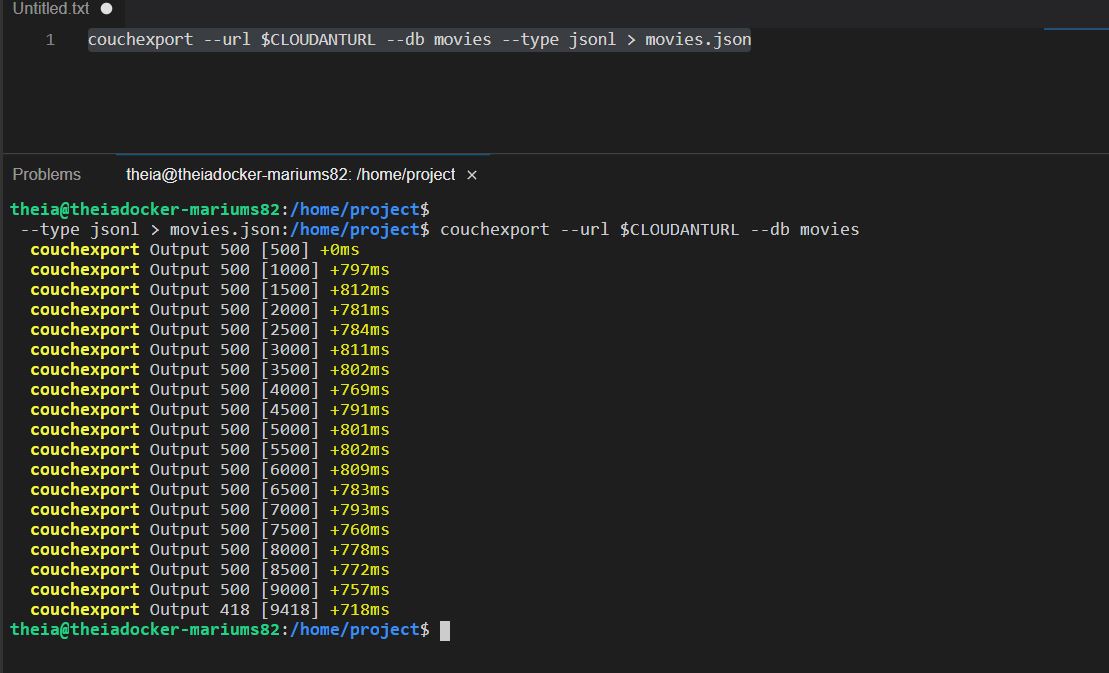 Untitled.txt
1 couchexport --url $CLOUDANTURL --db movies --type jsonl > movies.json
Problems theia@theiadocker-mariums82: /home/project ×
theia@theiadocker-mariums82:/home/project$
--type jsonl > movies.json:/home/project$ couchexport --url $CLOUDANTURL --db movies
couchexport Output 500 [500] +0ms
couchexport Output 500 [1000] +797ms
couchexport Output 500 [1500] +812ms
couchexport Output 500 [2000] +781ms
couchexport Output 500 [2500] +784ms
couchexport Output 500 [3000] +811ms
couchexport Output 500 [3500] +802ms
couchexport Output 500 [4000] +769ms
couchexport Output 500 [4500] +791ms
couchexport Output 500 [5000] +801ms
couchexport Output 500 [5500] +802ms
couchexport Output 500 [6000] +809ms
couchexport Output 500 [6500] +783ms
couchexport Output 500 [7000] +793ms
couchexport Output 500 [7500] +760ms
couchexport Output 500 [8000] +778ms
couchexport Output 500 [8500] +772ms
couchexport Output 500 [9000] +757ms
couchexport Output 418 [9418] +718ms
theia@theiadocker-mariums82:/home/project$